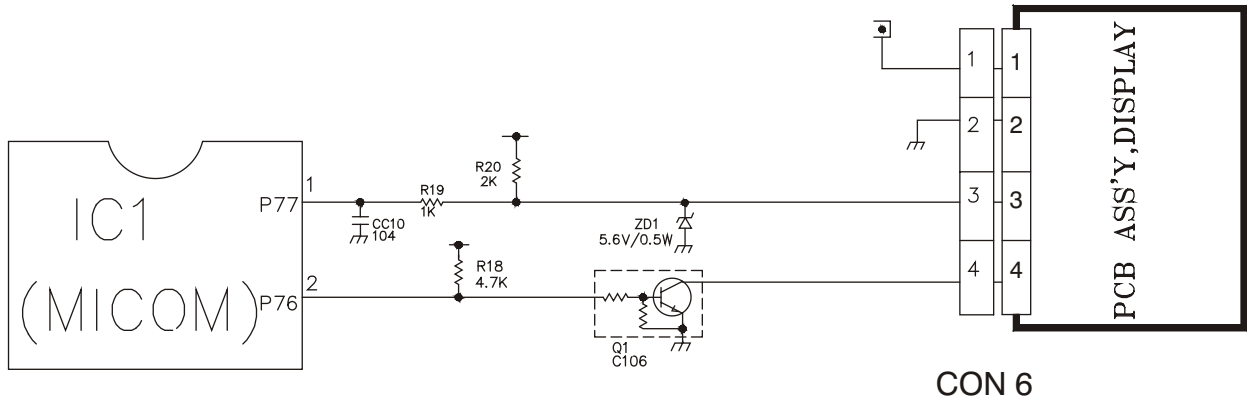 IC1
(MICOM)
P77
1
P76
2
CC10
104
R19
1K
R20
2K
R18
4.7K
ZD1
5.6V/0.5W
Q1
C106
1
1
2
2
3
3
4
4
PCB ASS'Y,DISPLAY
CON 6